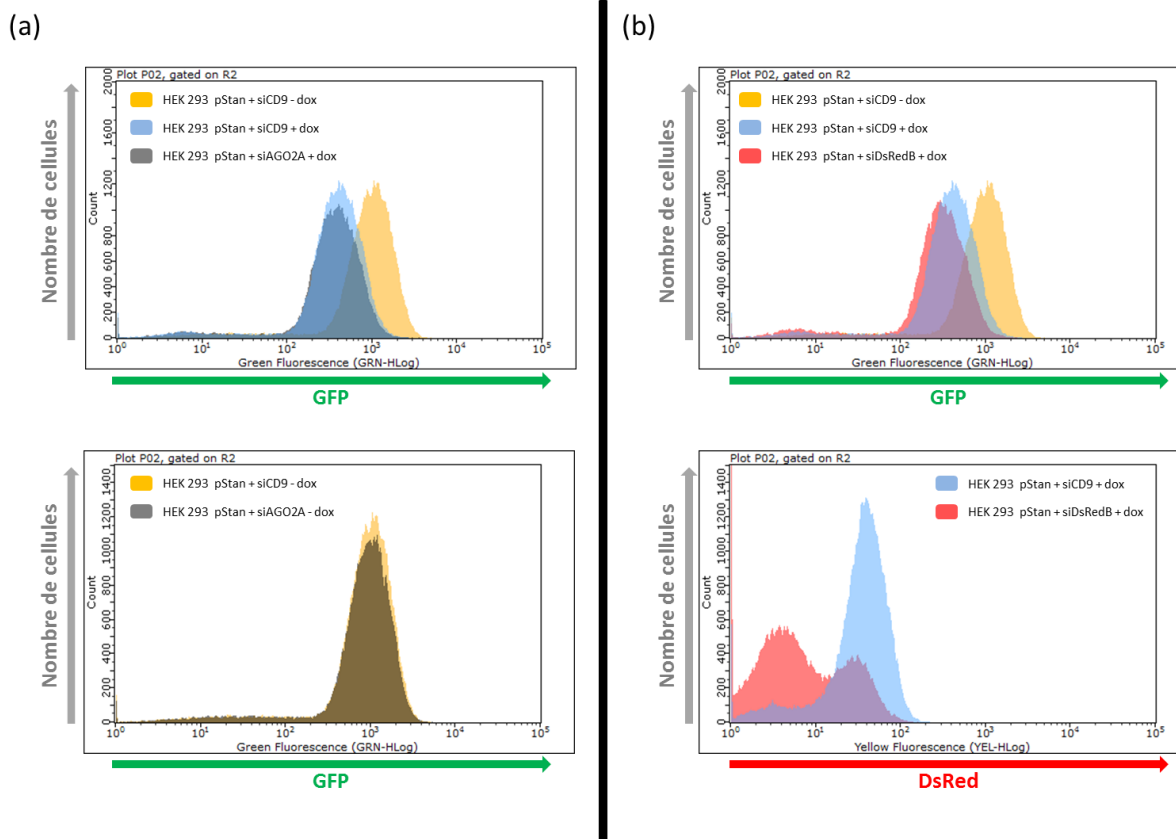 (a)
Plot P02, gated on R2
HEK 293 pStan + siCD9 - dox
HEK 293 pStan + siCD9 + dox
HEK 293 pStan + siAGO2A + dox
Nombre de cellules
Count
2000
1600
1200
800
600
400
200
0
10⁰ 10¹ 10² 10³ 10⁴ 10⁵
Green Fluorescence (GRN-HLog)
GFP
Plot P02, gated on R2
HEK 293 pStan + siCD9 - dox
HEK 293 pStan + siAGO2A - dox
Nombre de cellules
Count
1400
1200
1000
800
600
400
200
0
10⁰ 10¹ 10² 10³ 10⁴ 10⁵
Green Fluorescence (GRN-HLog)
GFP
(b)
Plot P02, gated on R2
HEK 293 pStan + siCD9 - dox
HEK 293 pStan + siCD9 + dox
HEK 293 pStan + siDsRedB + dox
Nombre de cellules
Count
2000
1600
1200
800
600
400
200
0
10⁰ 10¹ 10² 10³ 10⁴ 10⁵
Green Fluorescence (GRN-HLog)
GFP
Plot P02, gated on R2
HEK 293 pStan + siCD9 + dox
HEK 293 pStan + siDsRedB + dox
Nombre de cellules
Count
1400
1200
1000
800
600
400
200
0
10⁰ 10¹ 10² 10³ 10⁴ 10⁵
Yellow Fluorescence (YEL-HLog)
DsRed